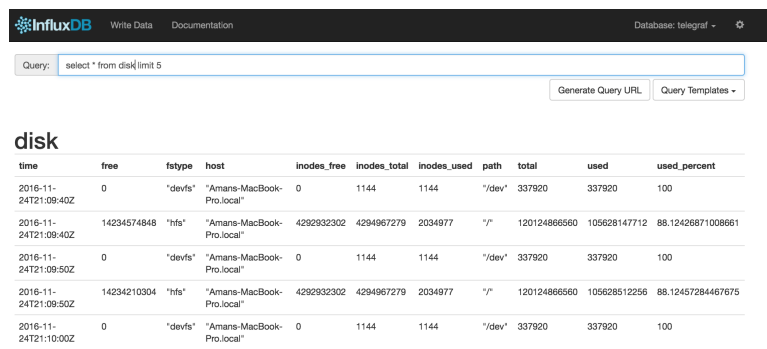 InfluxDB Write Data Documentation Database: telegraf
Query: select * from disk limit 5
Generate Query URL Query Templates
disk
time free fstype host inodes_free inodes_total inodes_used path total used used_percent
2016-11- 0 "devfs" "Amans-MacBook- 0 1144 1144 "/dev" 337920 337920 100
24T21:09:40Z Pro.local"
2016-11- 14234574848 "hfs" "Amans-MacBook- 4292932302 4294967279 2034977 "/" 120124866560 105628147712 88.12426871008661
24T21:09:40Z Pro.local"
2016-11- 0 "devfs" "Amans-MacBook- 0 1144 1144 "/dev" 337920 337920 100
24T21:09:50Z Pro.local"
2016-11- 14234210304 "hfs" "Amans-MacBook- 4292932302 4294967279 2034977 "/" 120124866560 105628512256 88.12457284467675
24T21:09:50Z Pro.local"
2016-11- 0 "devfs" "Amans-MacBook- 0 1144 1144 "/dev" 337920 337920 100
24T21:10:00Z Pro.local"